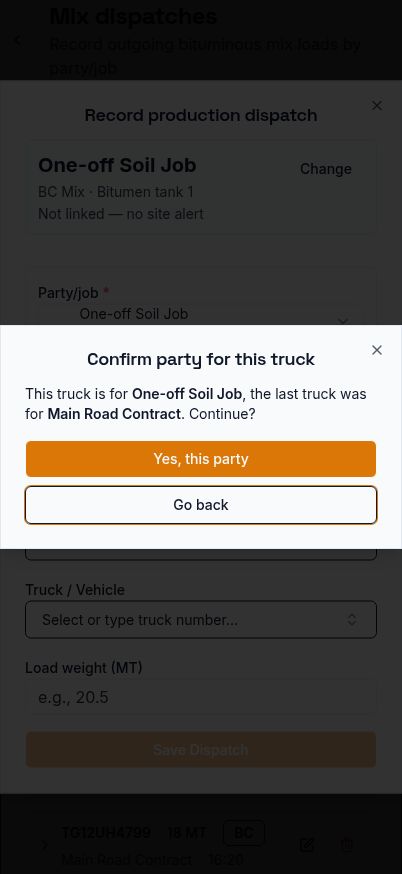 Mix dispatches
Record outgoing bituminous mix loads by
party/job
Record production dispatch
One-off Soil Job
Change
BC Mix · Bitumen tank 1
Not linked — no site alert
Party/job *
One-off Soil Job
Confirm party for this truck
This truck is for One-off Soil Job, the last truck was
for Main Road Contract. Continue?
Yes, this party
Go back
Truck / Vehicle
Select or type truck number...
Load weight (MT)
e.g., 20.5
Save Dispatch
TG12UH4799 18 MT BC
Main Road Contract 16:20